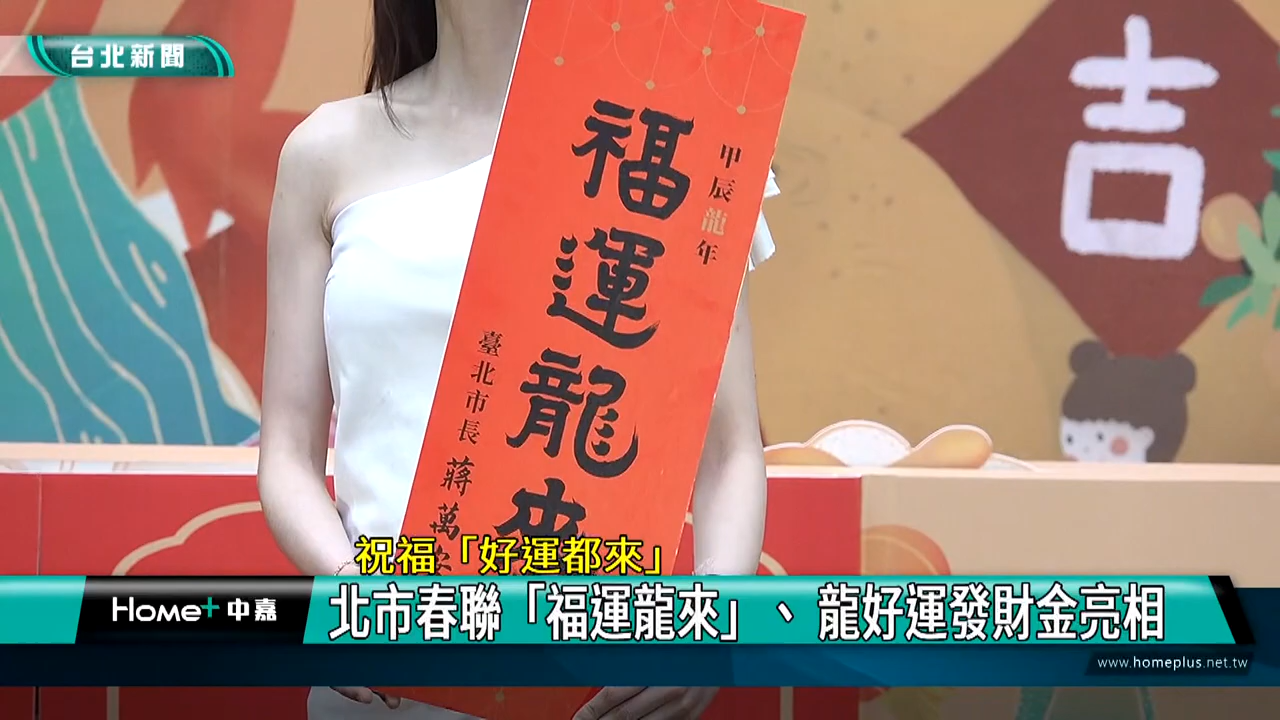 台北新聞
吉
甲辰龍年
福運龍來
臺北市長 蔣萬安
祝福「好運都來」
北市春聯「福運龍來」、龍好運發財金亮相
Home+中嘉
www.homeplus.net.tw